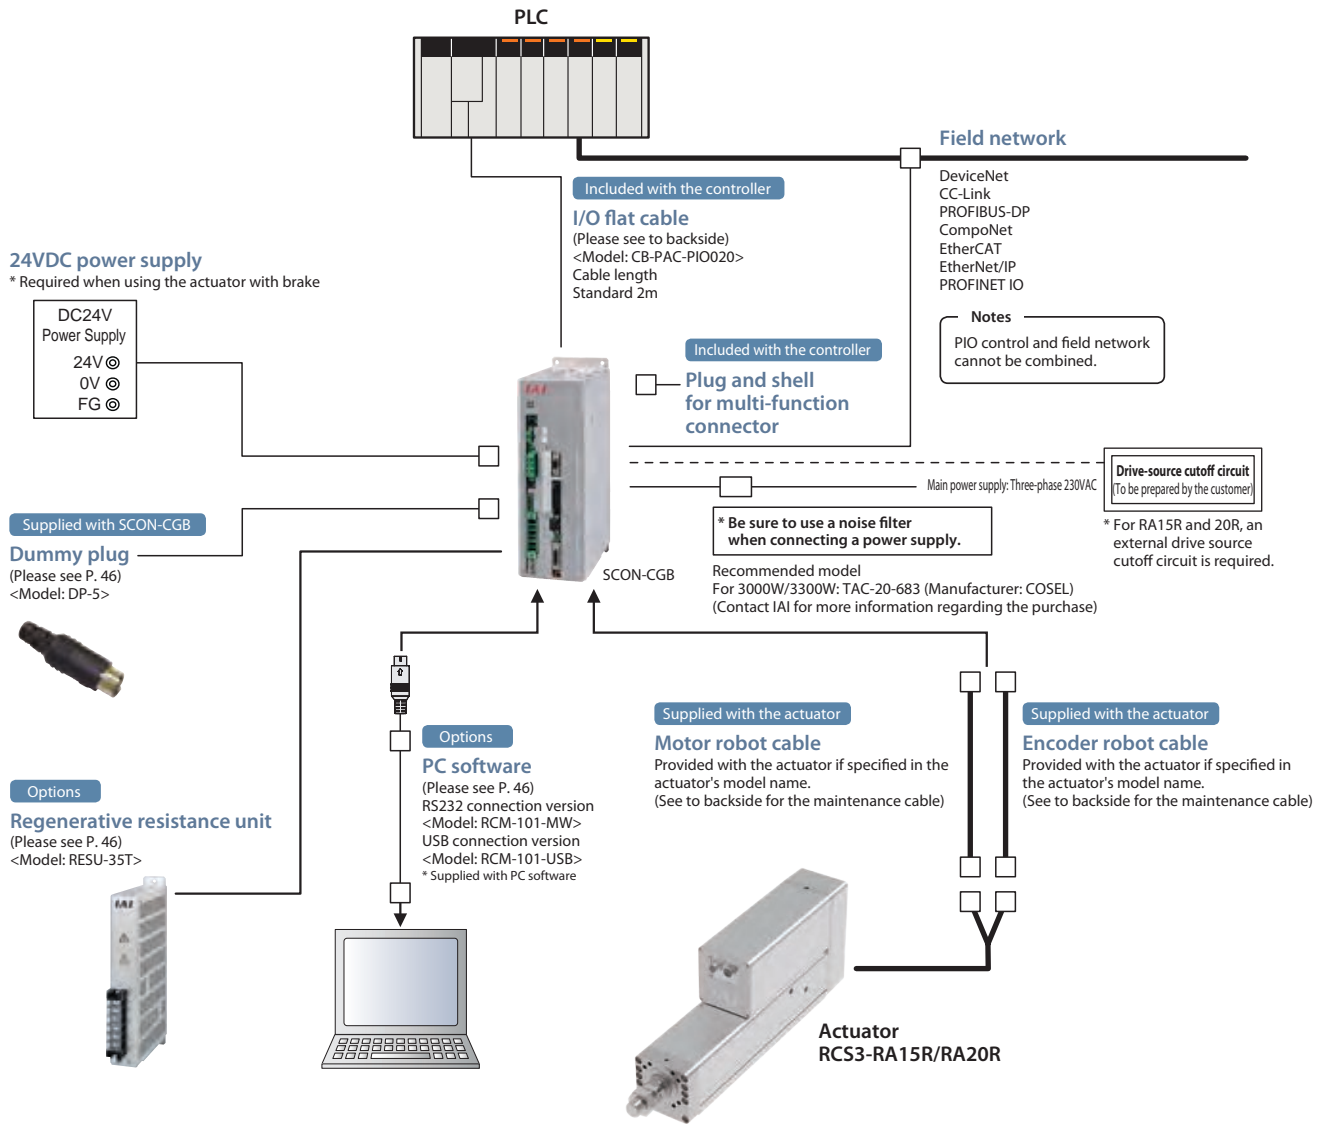 PLC
Field network
DeviceNet
CC-Link
PROFIBUS-DP
CompoNet
EtherCAT
EtherNet/IP
PROFINET IO
Notes
PIO control and field network
cannot be combined.
Included with the controller
I/O flat cable
(Please see to backside)
<Model: CB-PAC-PIO020>
Cable length
Standard 2m
24VDC power supply
* Required when using the actuator with brake
DC24V
Power Supply
24V
0V
FG
Included with the controller
Plug and shell
for multi-function
connector
IAI
Main power supply: Three-phase 230VAC
Drive-source cutoff circuit
(To be prepared by the customer)
* For RA15R and 20R, an
external drive source
cutoff circuit is required.
* Be sure to use a noise filter
when connecting a power supply.
Recommended model
For 3000W/3300W: TAC-20-683 (Manufacturer: COSEL)
(Contact IAI for more information regarding the purchase)
SCON-CGB
Supplied with SCON-CGB
Dummy plug
(Please see P. 46)
<Model: DP-5>
Options
PC software
(Please see P. 46)
RS232 connection version
<Model: RCM-101-MW>
USB connection version
<Model: RCM-101-USB>
* Supplied with PC software
Supplied with the actuator
Motor robot cable
Provided with the actuator if specified in the
actuator's model name.
(See to backside for the maintenance cable)
Supplied with the actuator
Encoder robot cable
Provided with the actuator if specified in
the actuator's model name.
(See to backside for the maintenance cable)
Options
Regenerative resistance unit
(Please see P. 46)
<Model: RESU-35T>
IAI
Actuator
RCS3-RA15R/RA20R